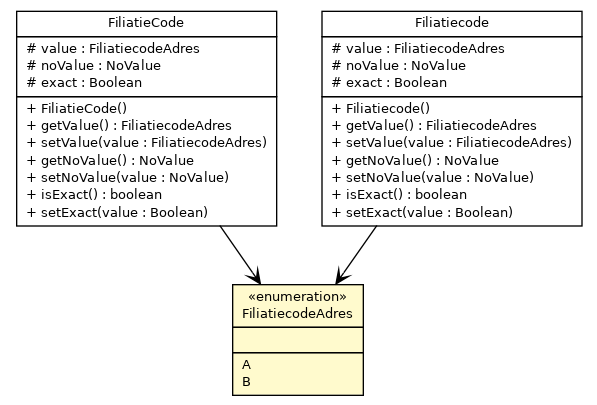 FiliatieCode
# value : FiliatiecodeAdres
# noValue : NoValue
# exact : Boolean
+ FiliatieCode()
+ getValue() : FiliatiecodeAdres
+ setValue(value : FiliatiecodeAdres)
+ getNoValue() : NoValue
+ setNoValue(value : NoValue)
+ isExact() : boolean
+ setExact(value : Boolean)
Filiatiecode
# value : FiliatiecodeAdres
# noValue : NoValue
# exact : Boolean
+ Filiatiecode()
+ getValue() : FiliatiecodeAdres
+ setValue(value : FiliatiecodeAdres)
+ getNoValue() : NoValue
+ setNoValue(value : NoValue)
+ isExact() : boolean
+ setExact(value : Boolean)
«enumeration»
FiliatiecodeAdres
A
B